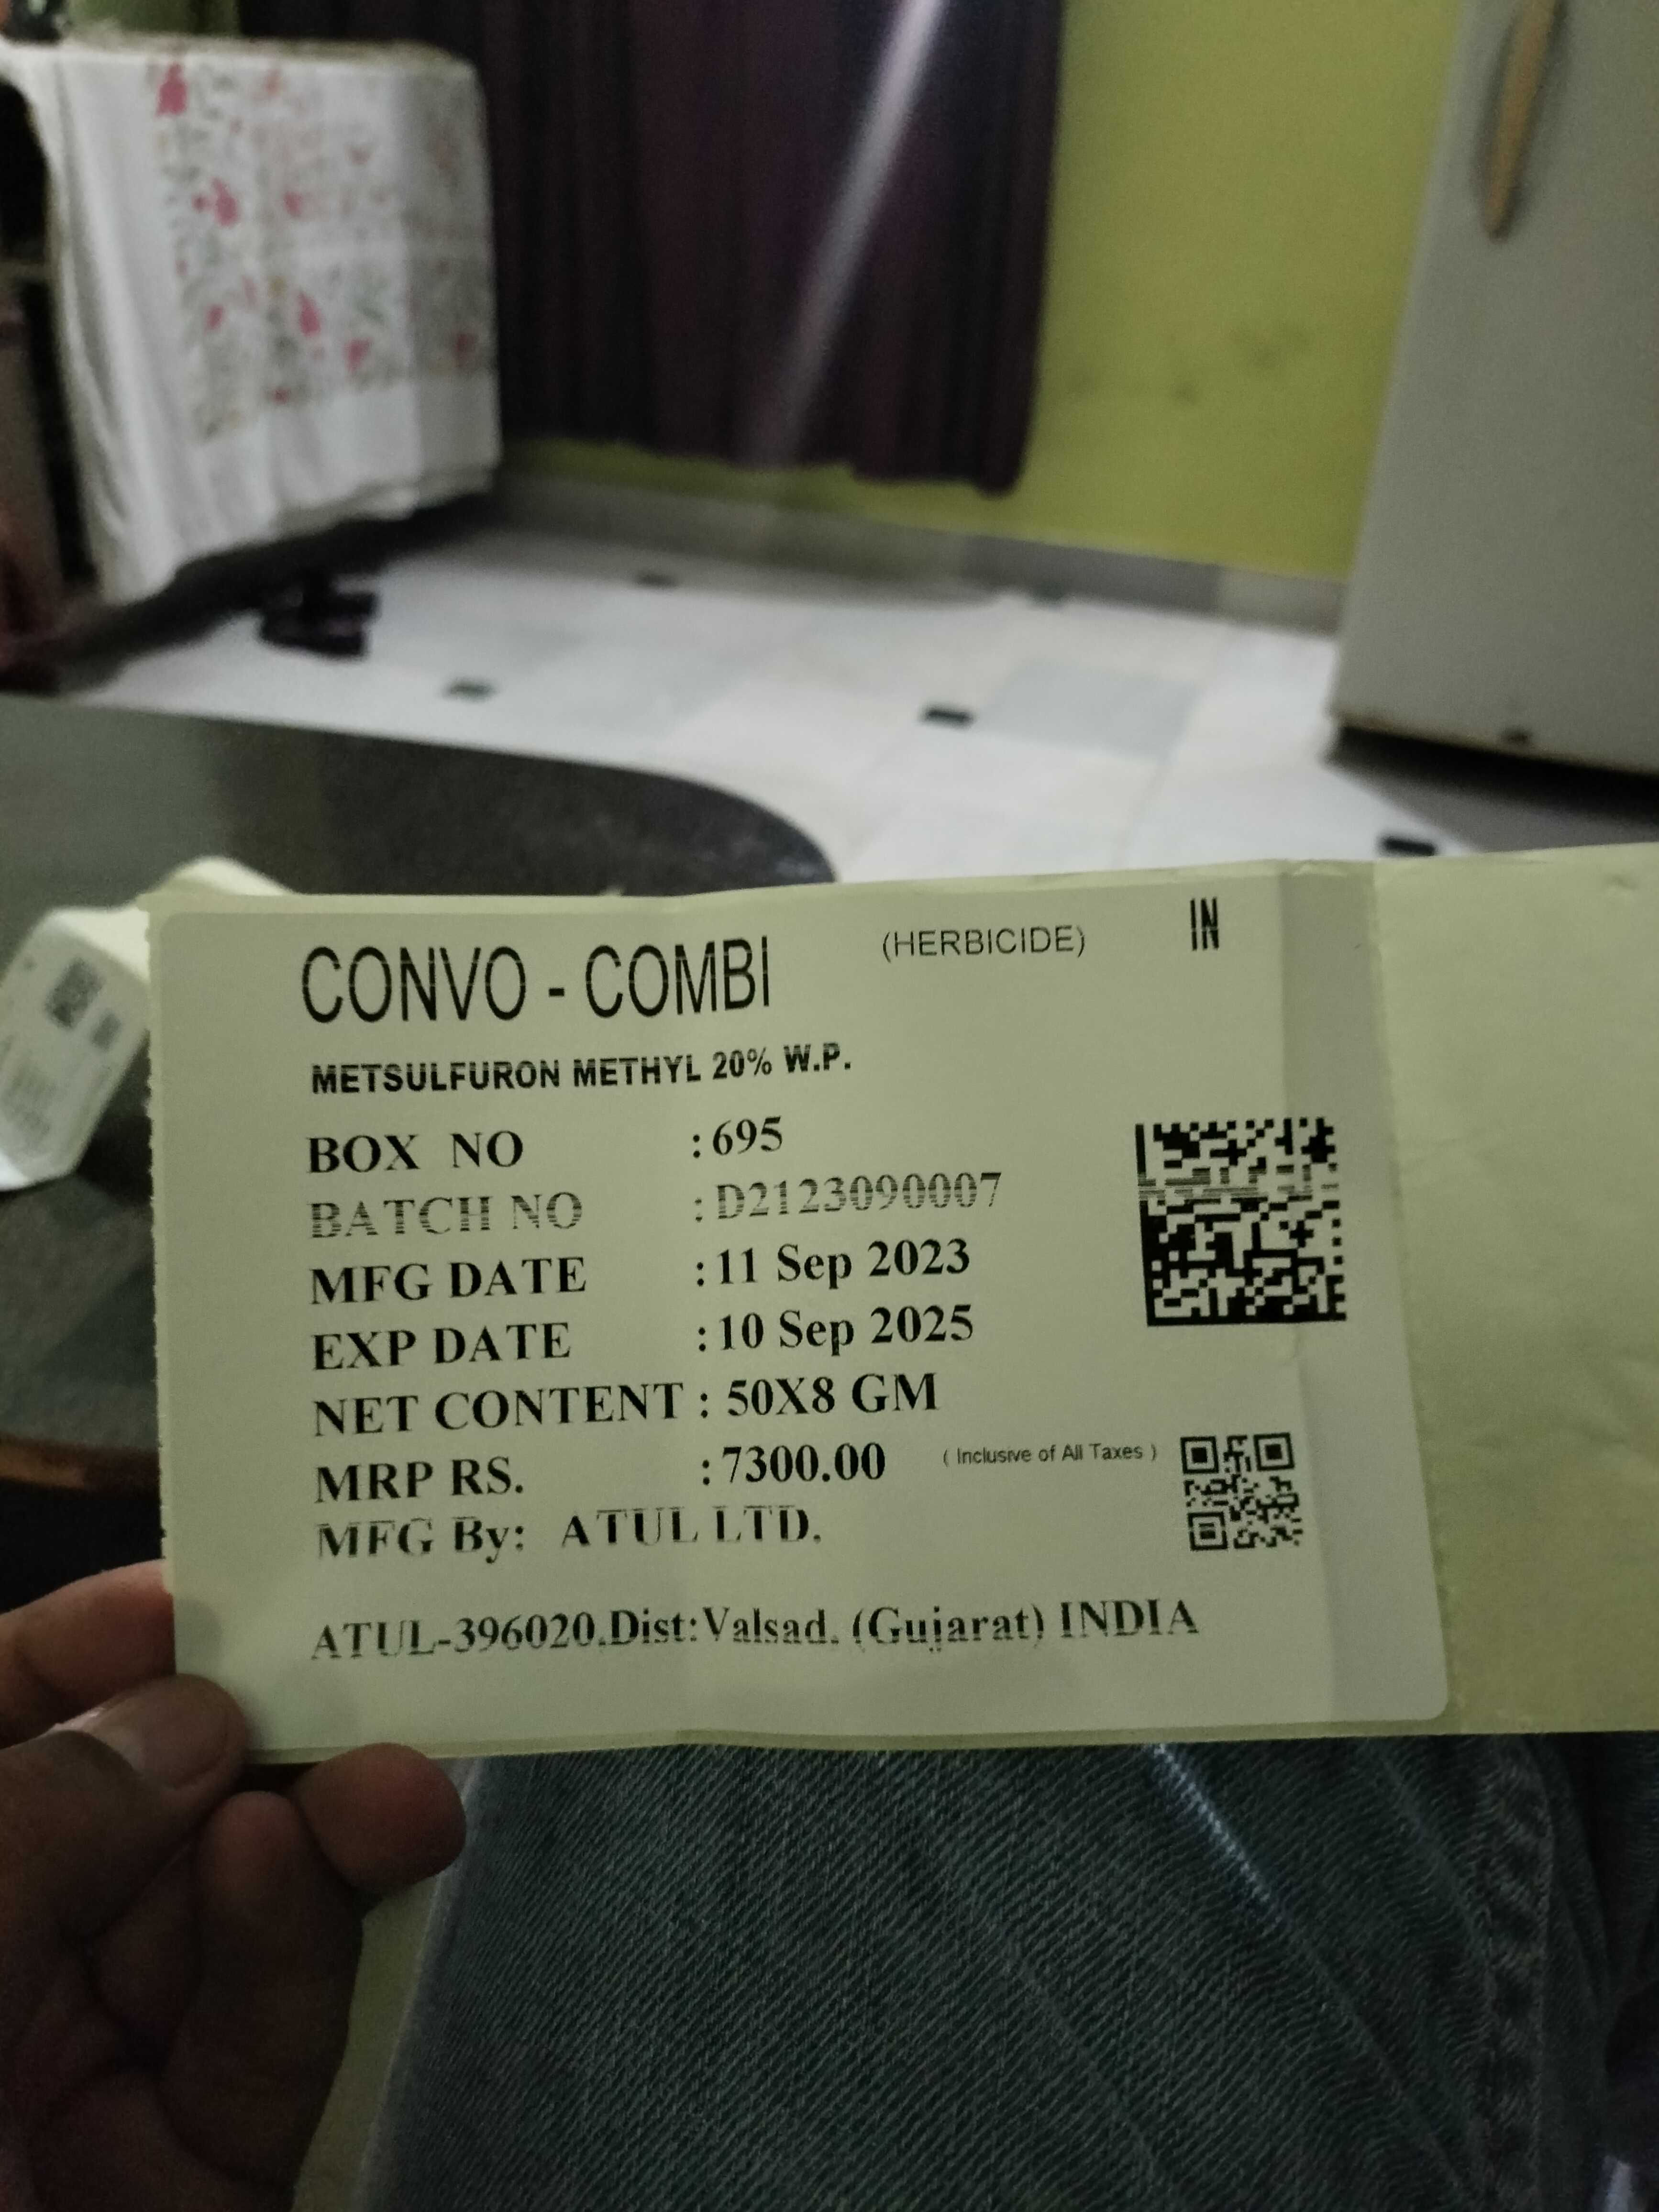 CONVO - COMBI (HERBICIDE) IN
METSULFURON METHYL 20% W.P.
BOX NO : 695
BATCH NO : D2123090007
MFG DATE : 11 Sep 2023
EXP DATE : 10 Sep 2025
NET CONTENT : 50X8 GM
MRP RS. : 7300.00 ( Inclusive of All Taxes )
MFG By: ATUL LTD.
ATUL-396020.Dist:Valsad. (Gujarat) INDIA